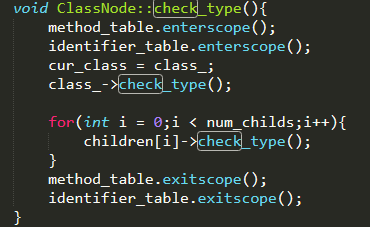 void ClassNode::check_type(){
    method_table.enterscope();
    identifier_table.enterscope();
    cur_class = class_;
    class_->check_type();

    for(int i = 0;i < num_childs;i++){
        children[i]->check_type();
    }
    method_table.exitscope();
    identifier_table.exitscope();
}